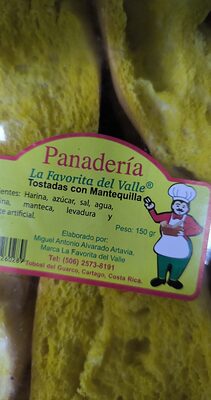 Panadería
La Favorita del Valle®
Tostadas con Mantequilla
entes: Harina, azúcar, sal, agua,
ina, manteca, levadura y
te artificial.
Peso: 150 gr
Elaborado por:
Miguel Antonio Alvarado Artavia.
Marca La Favorita del Valle
Tel: (506) 2573-8191
Tobosi del Guarco, Cartago, Costa Rica.